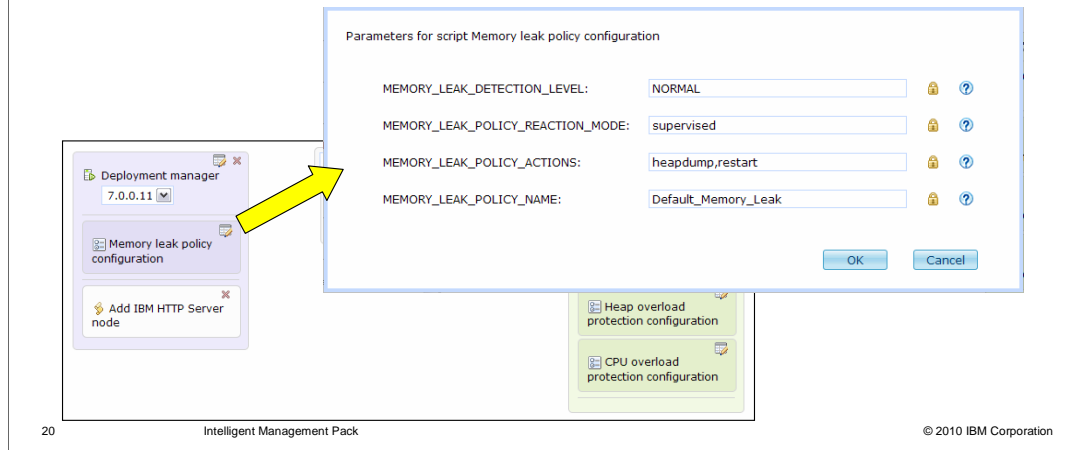 Parameters for script Memory leak policy configuration
MEMORY_LEAK_DETECTION_LEVEL: NORMAL
MEMORY_LEAK_POLICY_REACTION_MODE: supervised
MEMORY_LEAK_POLICY_ACTIONS: heapdump,restart
MEMORY_LEAK_POLICY_NAME: Default_Memory_Leak
OK Cancel
Deployment manager
7.0.0.11
Memory leak policy
configuration
Add IBM HTTP Server
node
Heap overload
protection configuration
CPU overload
protection configuration
20 Intelligent Management Pack © 2010 IBM Corporation